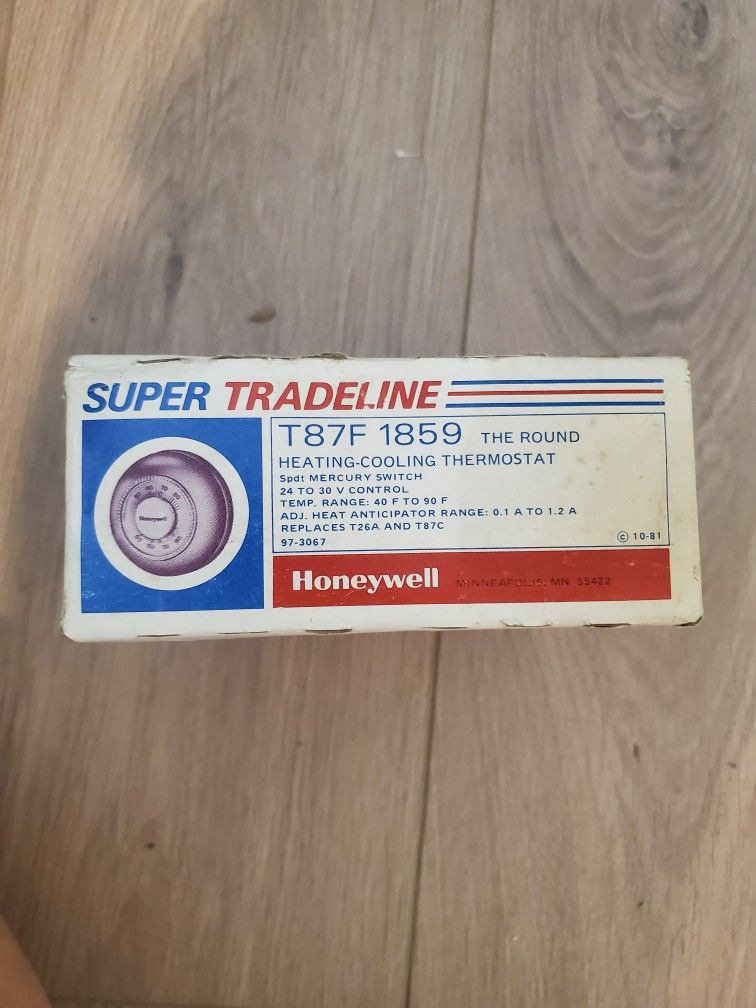 SUPER TRADELINE
T87F 1859 THE ROUND
HEATING-COOLING THERMOSTAT
Spdt MERCURY SWITCH
24 TO 30 V CONTROL
TEMP. RANGE: 40 F TO 90 F
ADJ. HEAT ANTICIPATOR RANGE: 0.1 A TO 1.2 A
REPLACES T26A AND T87C
97-3067 © 10-81
Honeywell MINNEAPOLIS, MN 55422
Honeywell